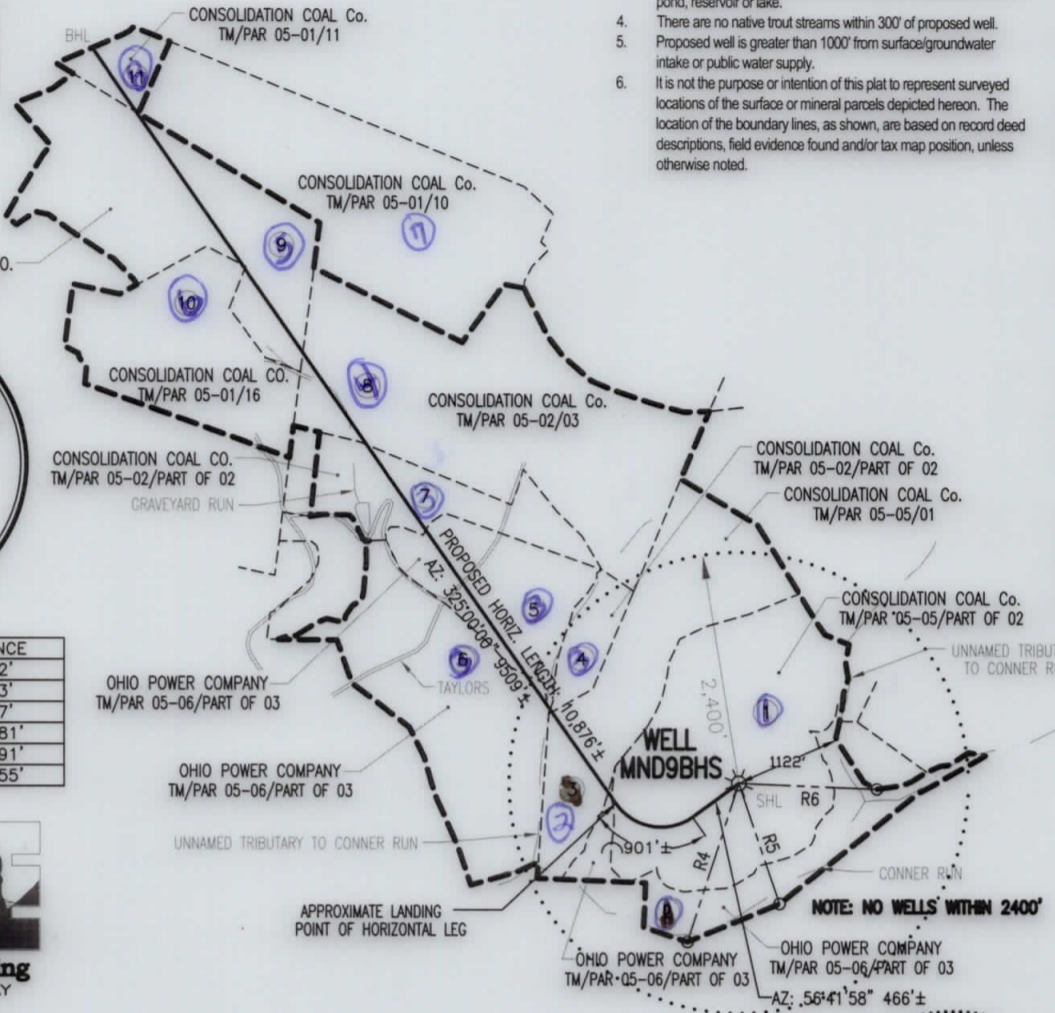 pond, reservoir or lake.
4. There are no native trout streams within 300' of proposed well.
5. Proposed well is greater than 1000' from surface/groundwater
intake or public water supply.
6. It is not the purpose or intention of this plat to represent surveyed
locations of the surface or mineral parcels depicted hereon. The
location of the boundary lines, as shown, are based on record deed
descriptions, field evidence found and/or tax map position, unless
otherwise noted.
CONSOLIDATION COAL Co.
TM/PAR 05-01/11
BHL
11
CONSOLIDATION COAL Co.
TM/PAR 05-01/10
9
O.
10
CONSOLIDATION COAL CO.
TM/PAR 05-01/16
8
CONSOLIDATION COAL Co.
TM/PAR 05-02/03
CONSOLIDATION COAL CO.
TM/PAR 05-02/PART OF 02
GRAVEYARD RUN
7
CONSOLIDATION COAL Co.
TM/PAR 05-02/PART OF 02
CONSOLIDATION COAL Co.
TM/PAR 05-05/01
PROPOSED HORIZ. LENGTH: 10,876'±
AZ: 325°00'00" 9509'±
5
4
6
TAYLORS
CONSOLIDATION COAL Co.
TM/PAR 05-05/PART OF 02
UNNAMED TRIBUT
TO CONNER R
NCE
2'
3'
7'
81'
91'
55'
OHIO POWER COMPANY
TM/PAR 05-06/PART OF 03
2,400'
1
WELL
MND9BHS
1122'
SHL
R6
OHIO POWER COMPANY
TM/PAR 05-06/PART OF 03
3
2
UNNAMED TRIBUTARY TO CONNER RUN
901'±
R4
R5
CONNER RUN
APPROXIMATE LANDING
POINT OF HORIZONTAL LEG
NOTE: NO WELLS WITHIN 2400'
OHIO POWER COMPANY
TM/PAR 05-06/PART OF 03
OHIO POWER COMPANY
TM/PAR 05-06/PART OF 03
AZ: 56°41'58" 466'±
ng
Y